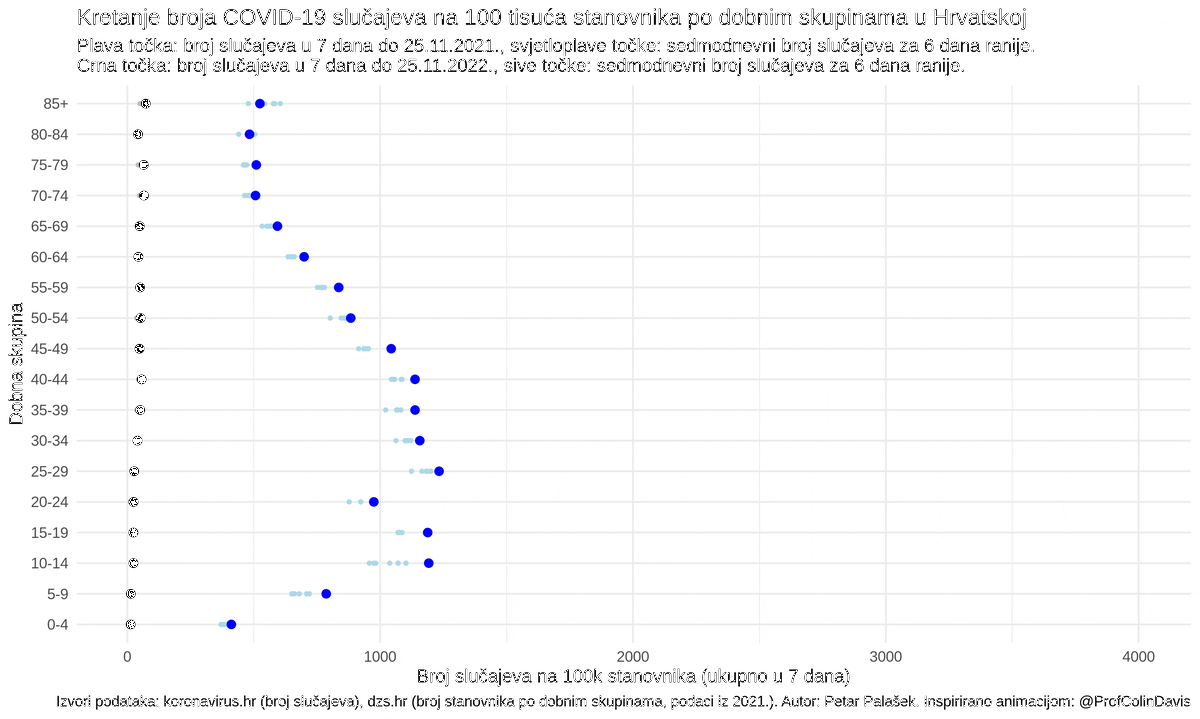 Kretanje broja COVID-19 slučajeva na 100 tisuća stanovnika po dobnim skupinama u Hrvatskoj
Plava točka: broj slučajeva u 7 dana do 25.11.2021., svjetloplave točke: sedmodnevni broj slučajeva za 6 dana ranije.
Crna točka: broj slučajeva u 7 dana do 25.11.2022., sive točke: sedmodnevni broj slučajeva za 6 dana ranije.
Dobna skupina
85+
80-84
75-79
70-74
65-69
60-64
55-59
50-54
45-49
40-44
35-39
30-34
25-29
20-24
15-19
10-14
5-9
0-4
0 1000 2000 3000 4000
Broj slučajeva na 100k stanovnika (ukupno u 7 dana)
Izvori podataka: koronavirus.hr (broj slučajeva), dzs.hr (broj stanovnika po dobnim skupinama, podaci iz 2021.). Autor: Petar Palašek. Inspirirano animacijom: @ProfColinDavis